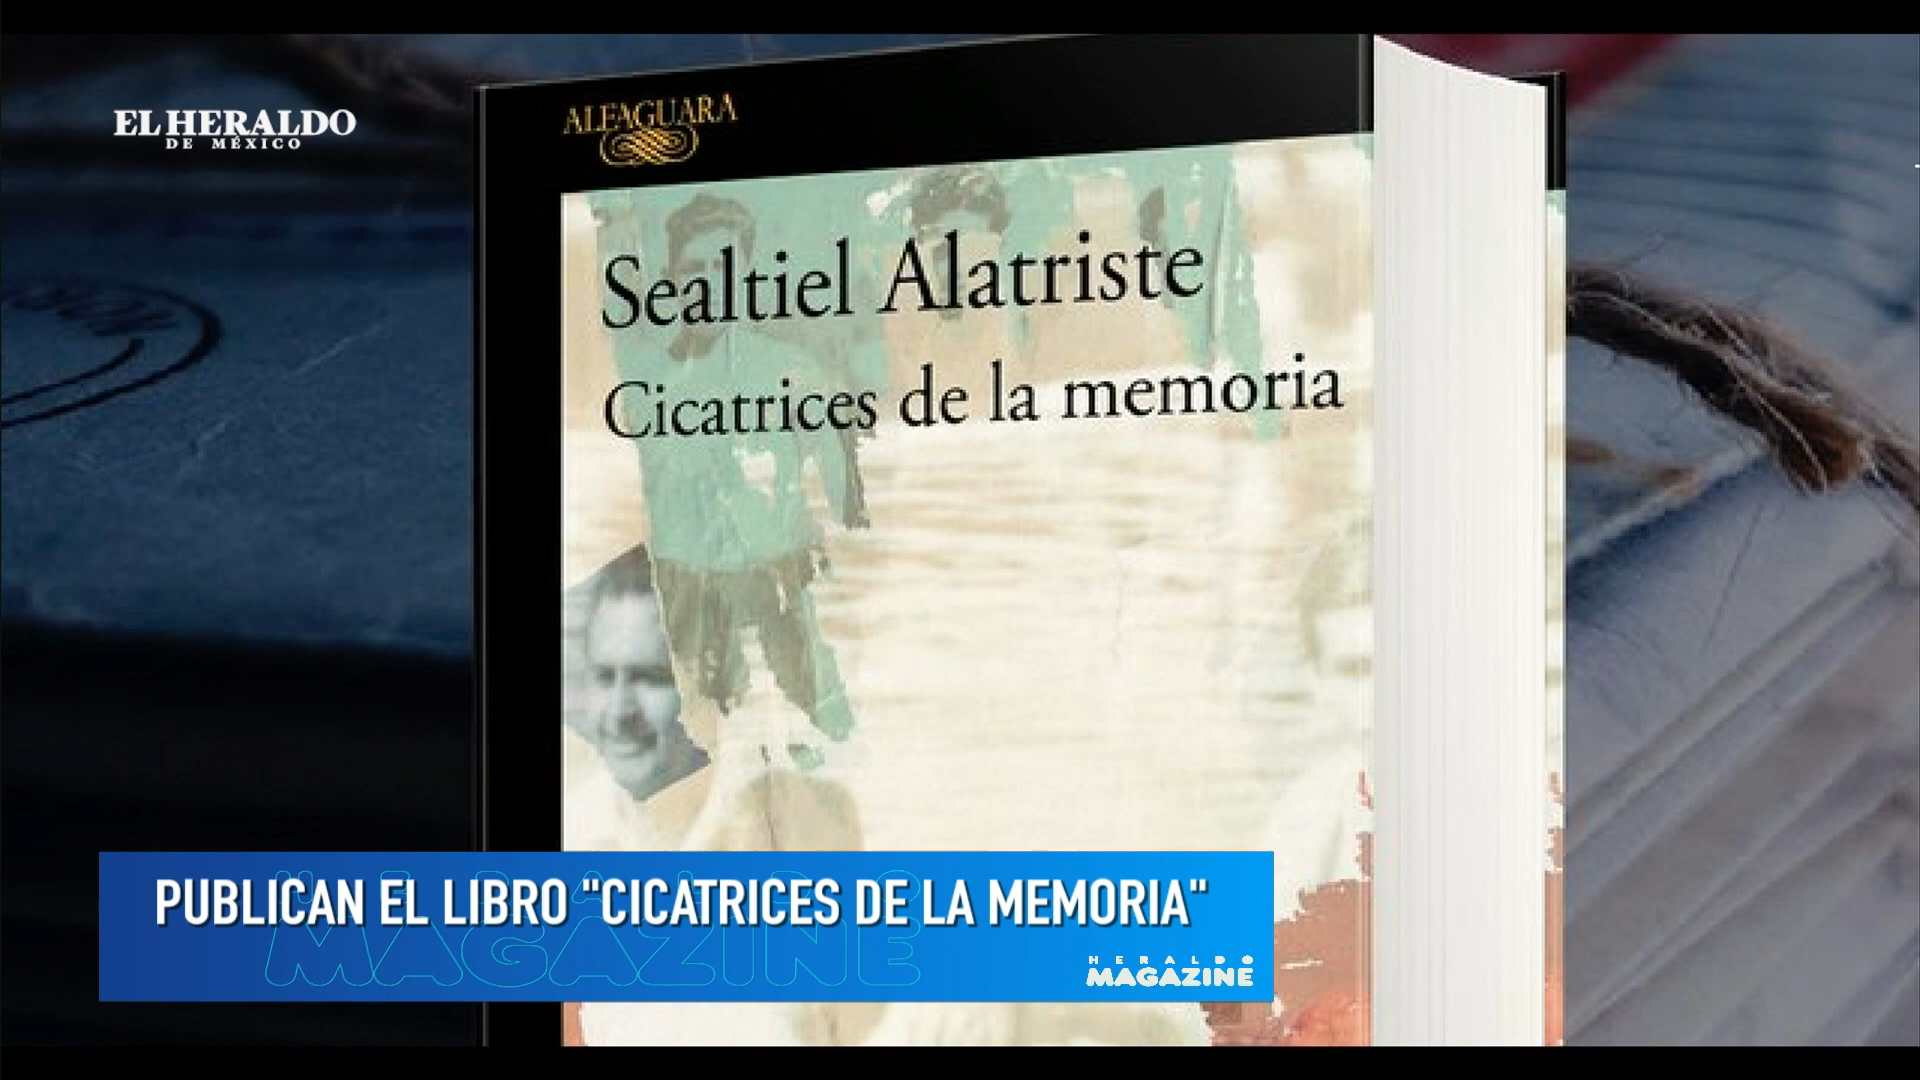 EL HERALDO
DE MÉXICO
ALFAGUARA
Sealtiel Alatriste
Cicatrices de la memoria
PUBLICAN EL LIBRO "CICATRICES DE LA MEMORIA"
HERALDO
MAGAZINE
HERALDO
MAGAZINE